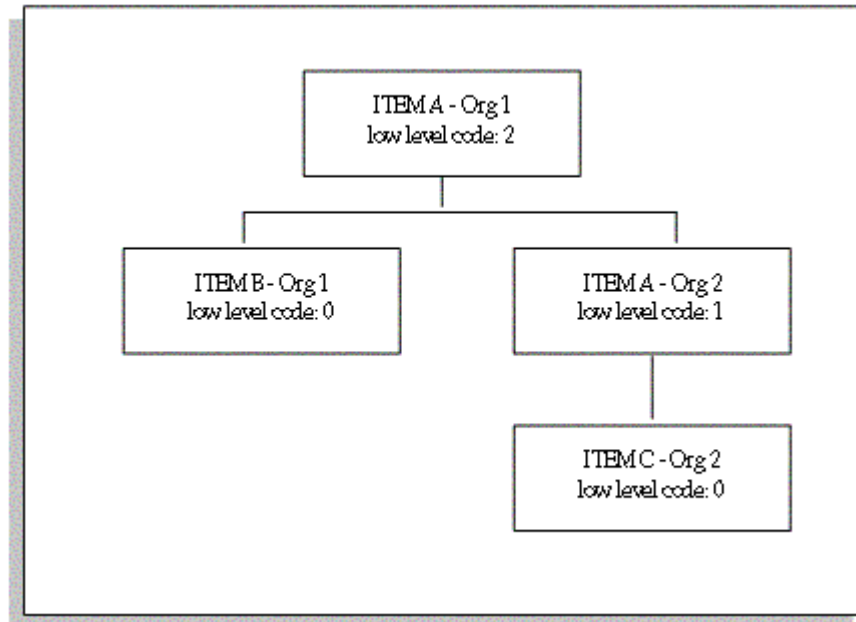 ITEM A - Org 1
low level code: 2
ITEM B - Org 1
low level code: 0
ITEM A - Org 2
low level code: 1
ITEM C - Org 2
low level code: 0